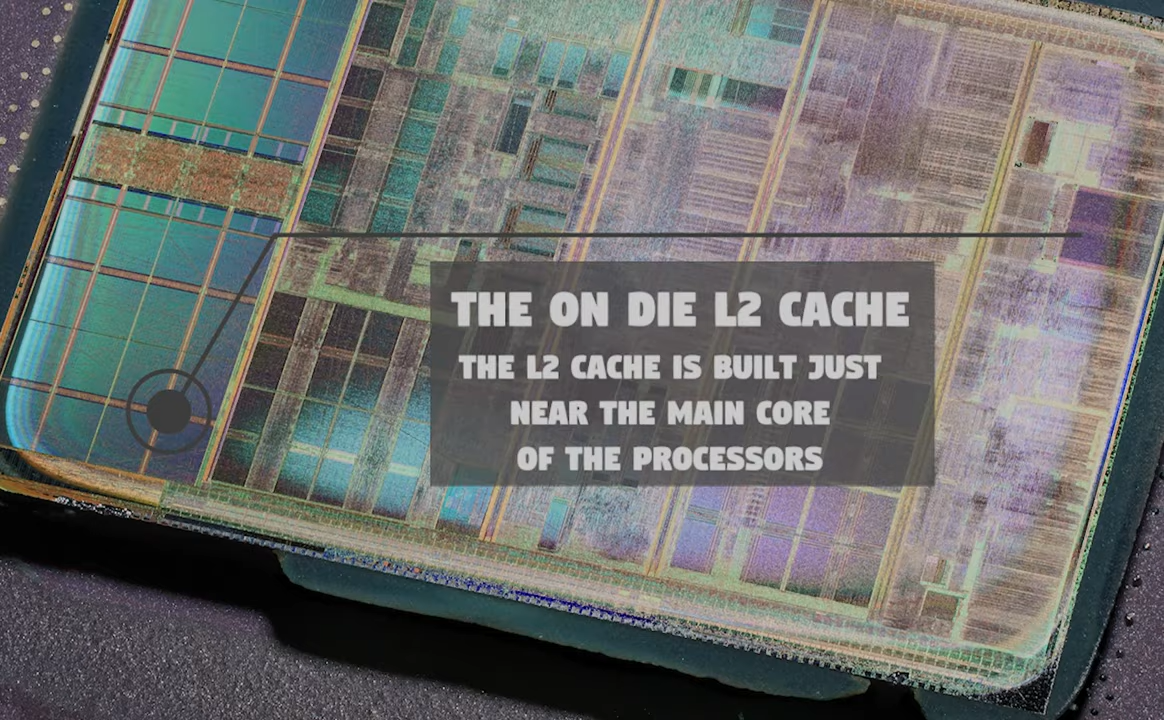 THE ON DIE L2 CACHE
THE L2 CACHE IS BUILT JUST
NEAR THE MAIN CORE
OF THE PROCESSORS